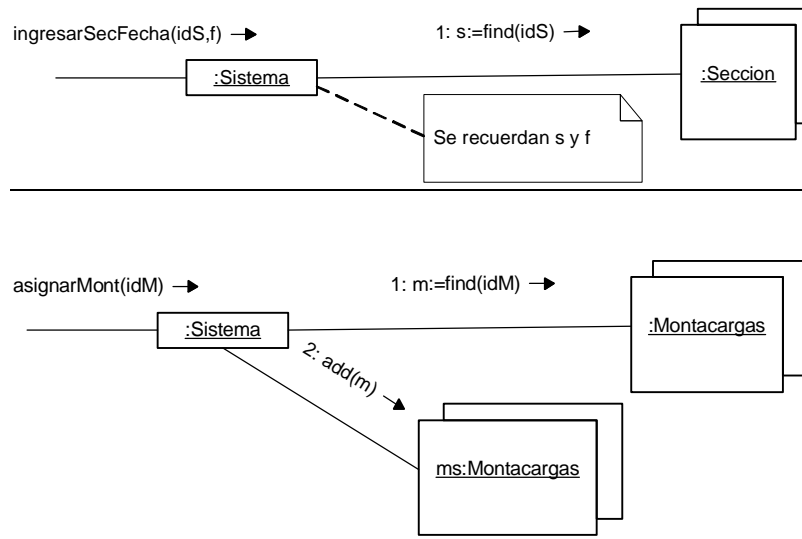 ingresarSecFecha(idS,f)
1: s:=find(idS)
:Sistema
:Seccion
Se recuerdan s y f
asignarMont(idM)
1: m:=find(idM)
:Sistema
:Montacargas
2: add(m)
ms:Montacargas